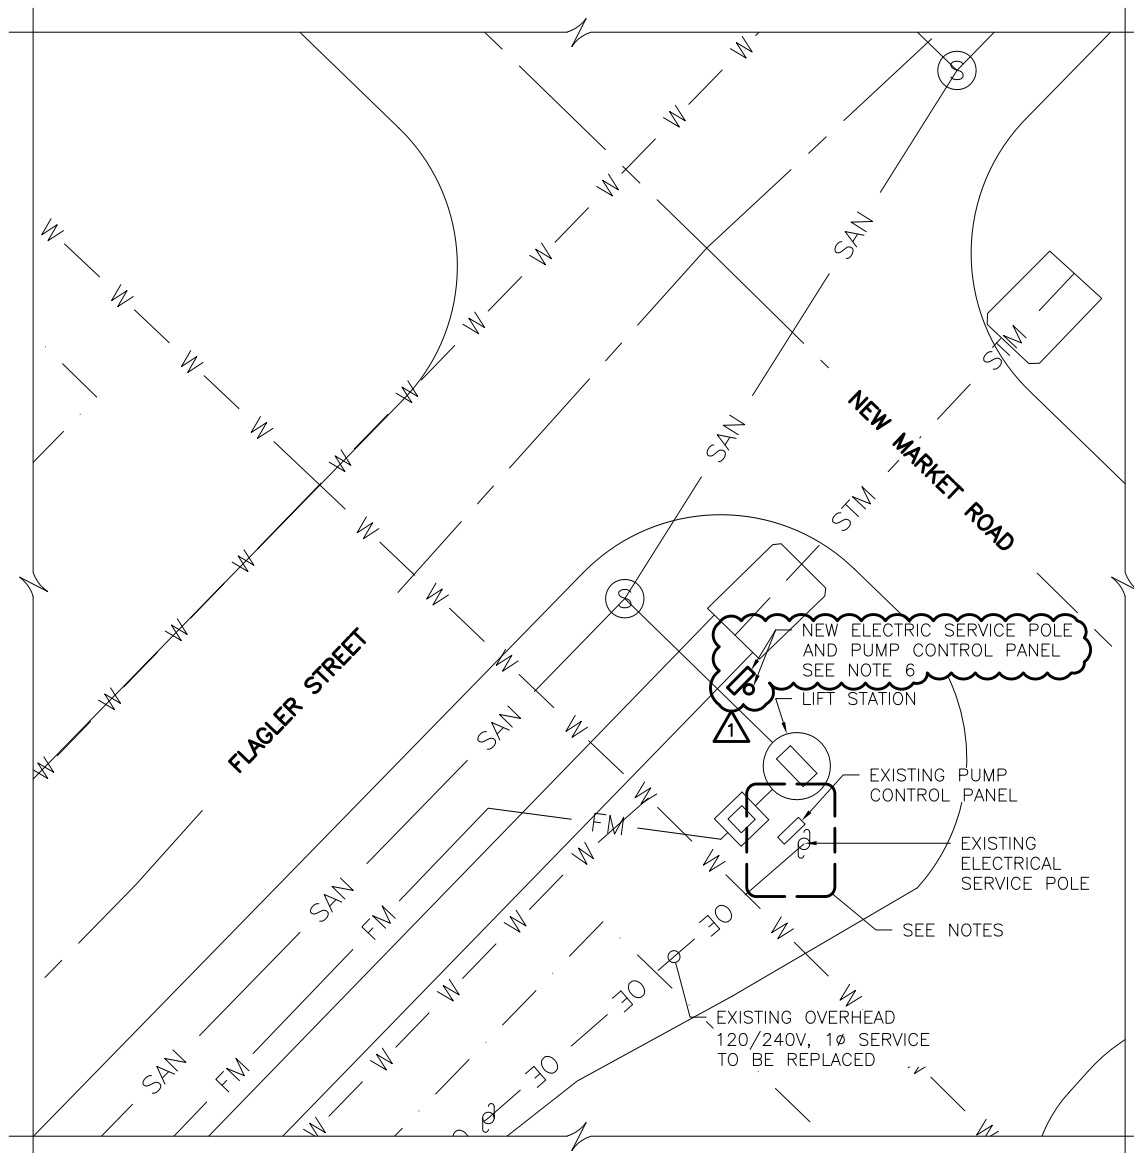 W
S
W
W
SAN
W
W
W
W
STM
W
W
W
NEW MARKET ROAD
W
SAN
W
STM
W
W
W
S
W
NEW ELECTRIC SERVICE POLE
AND PUMP CONTROL PANEL
SEE NOTE 6
FLAGLER STREET
W
LIFT STATION
W
1
SAN
W
W
EXISTING PUMP
CONTROL PANEL
W
FM
EXISTING
ELECTRICAL
SERVICE POLE
W
W
SAN
FM
W
OE
W
SEE NOTES
W
OE
W
EXISTING OVERHEAD
120/240V, 1ø SERVICE
TO BE REPLACED
W
SAN
FM
OE
W
W